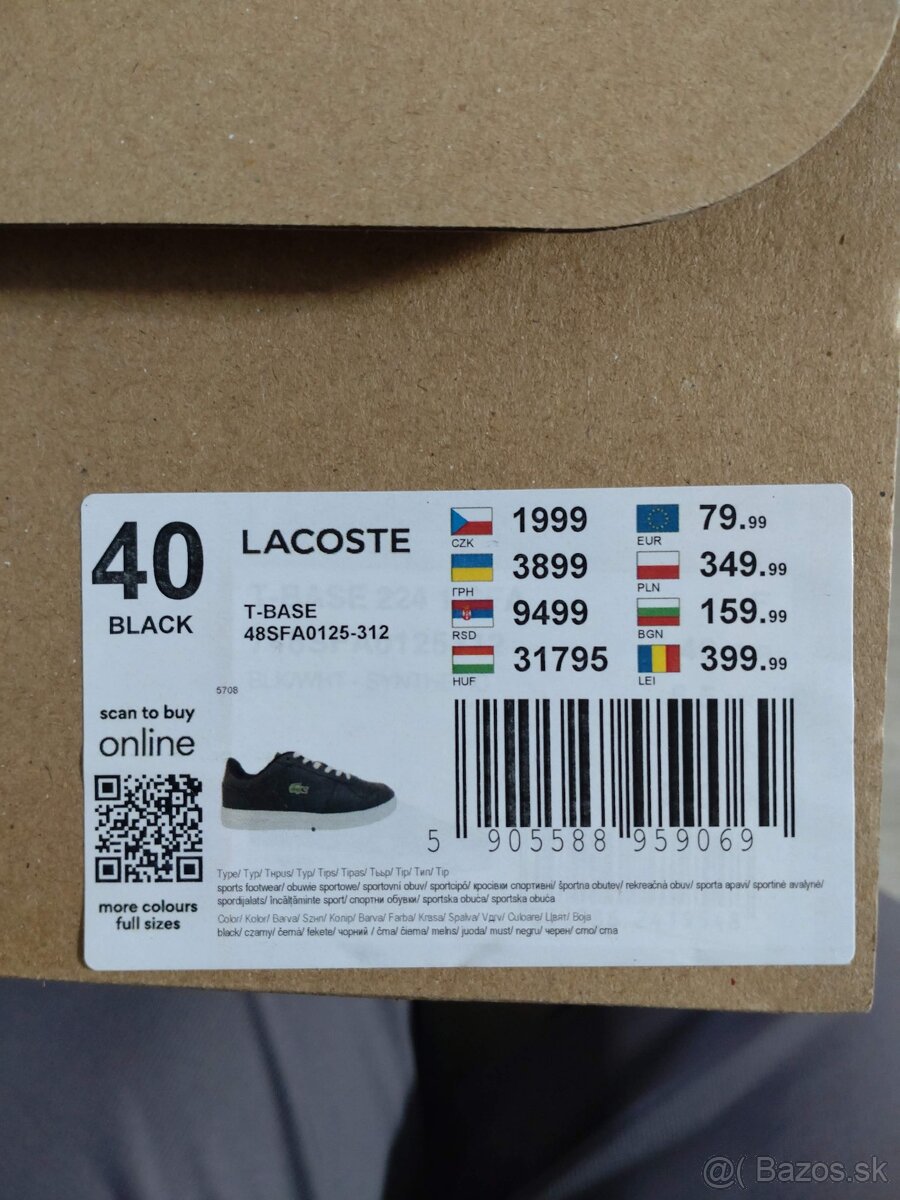 40
BLACK
LACOSTE
T-BASE
48SFA0125-312
5708
CZK 1999
EUR 79.99
ГРН 3899
PLN 349.99
RSD 9499
BGN 159.99
HUF 31795
LEI 399.99
scan to buy
online
more colours
full sizes
5 905588 959069
Type/ Typ/ Тнрus/ Typ/ Tips/ Tipas/ Тьыр/ Tip/ Тип/ Tip
sports footwear/ obuwie sportowe/ sportovní obuv/ sportcipő/ кросівки спортивні/ športna obutev/ rekreačná obuv/ sporta apavi/ sportinė avalynė/
spordijalats/ încălțăminte sport/ спортни обувки/ sportska obuća/ sportska obuća
Color/ Kolor/ Barva/ Szнп/ Колір/ Barva/ Farba/ Krasa/ Spalva/ Vдгv/ Culoare/ Цвят/ Boja
black/ czarny/ černá/ fekete/ чорний / črna/ čierna/ melns/ juoda/ must/ negru/ черен/ crno/ crna
@( Bazos.sk